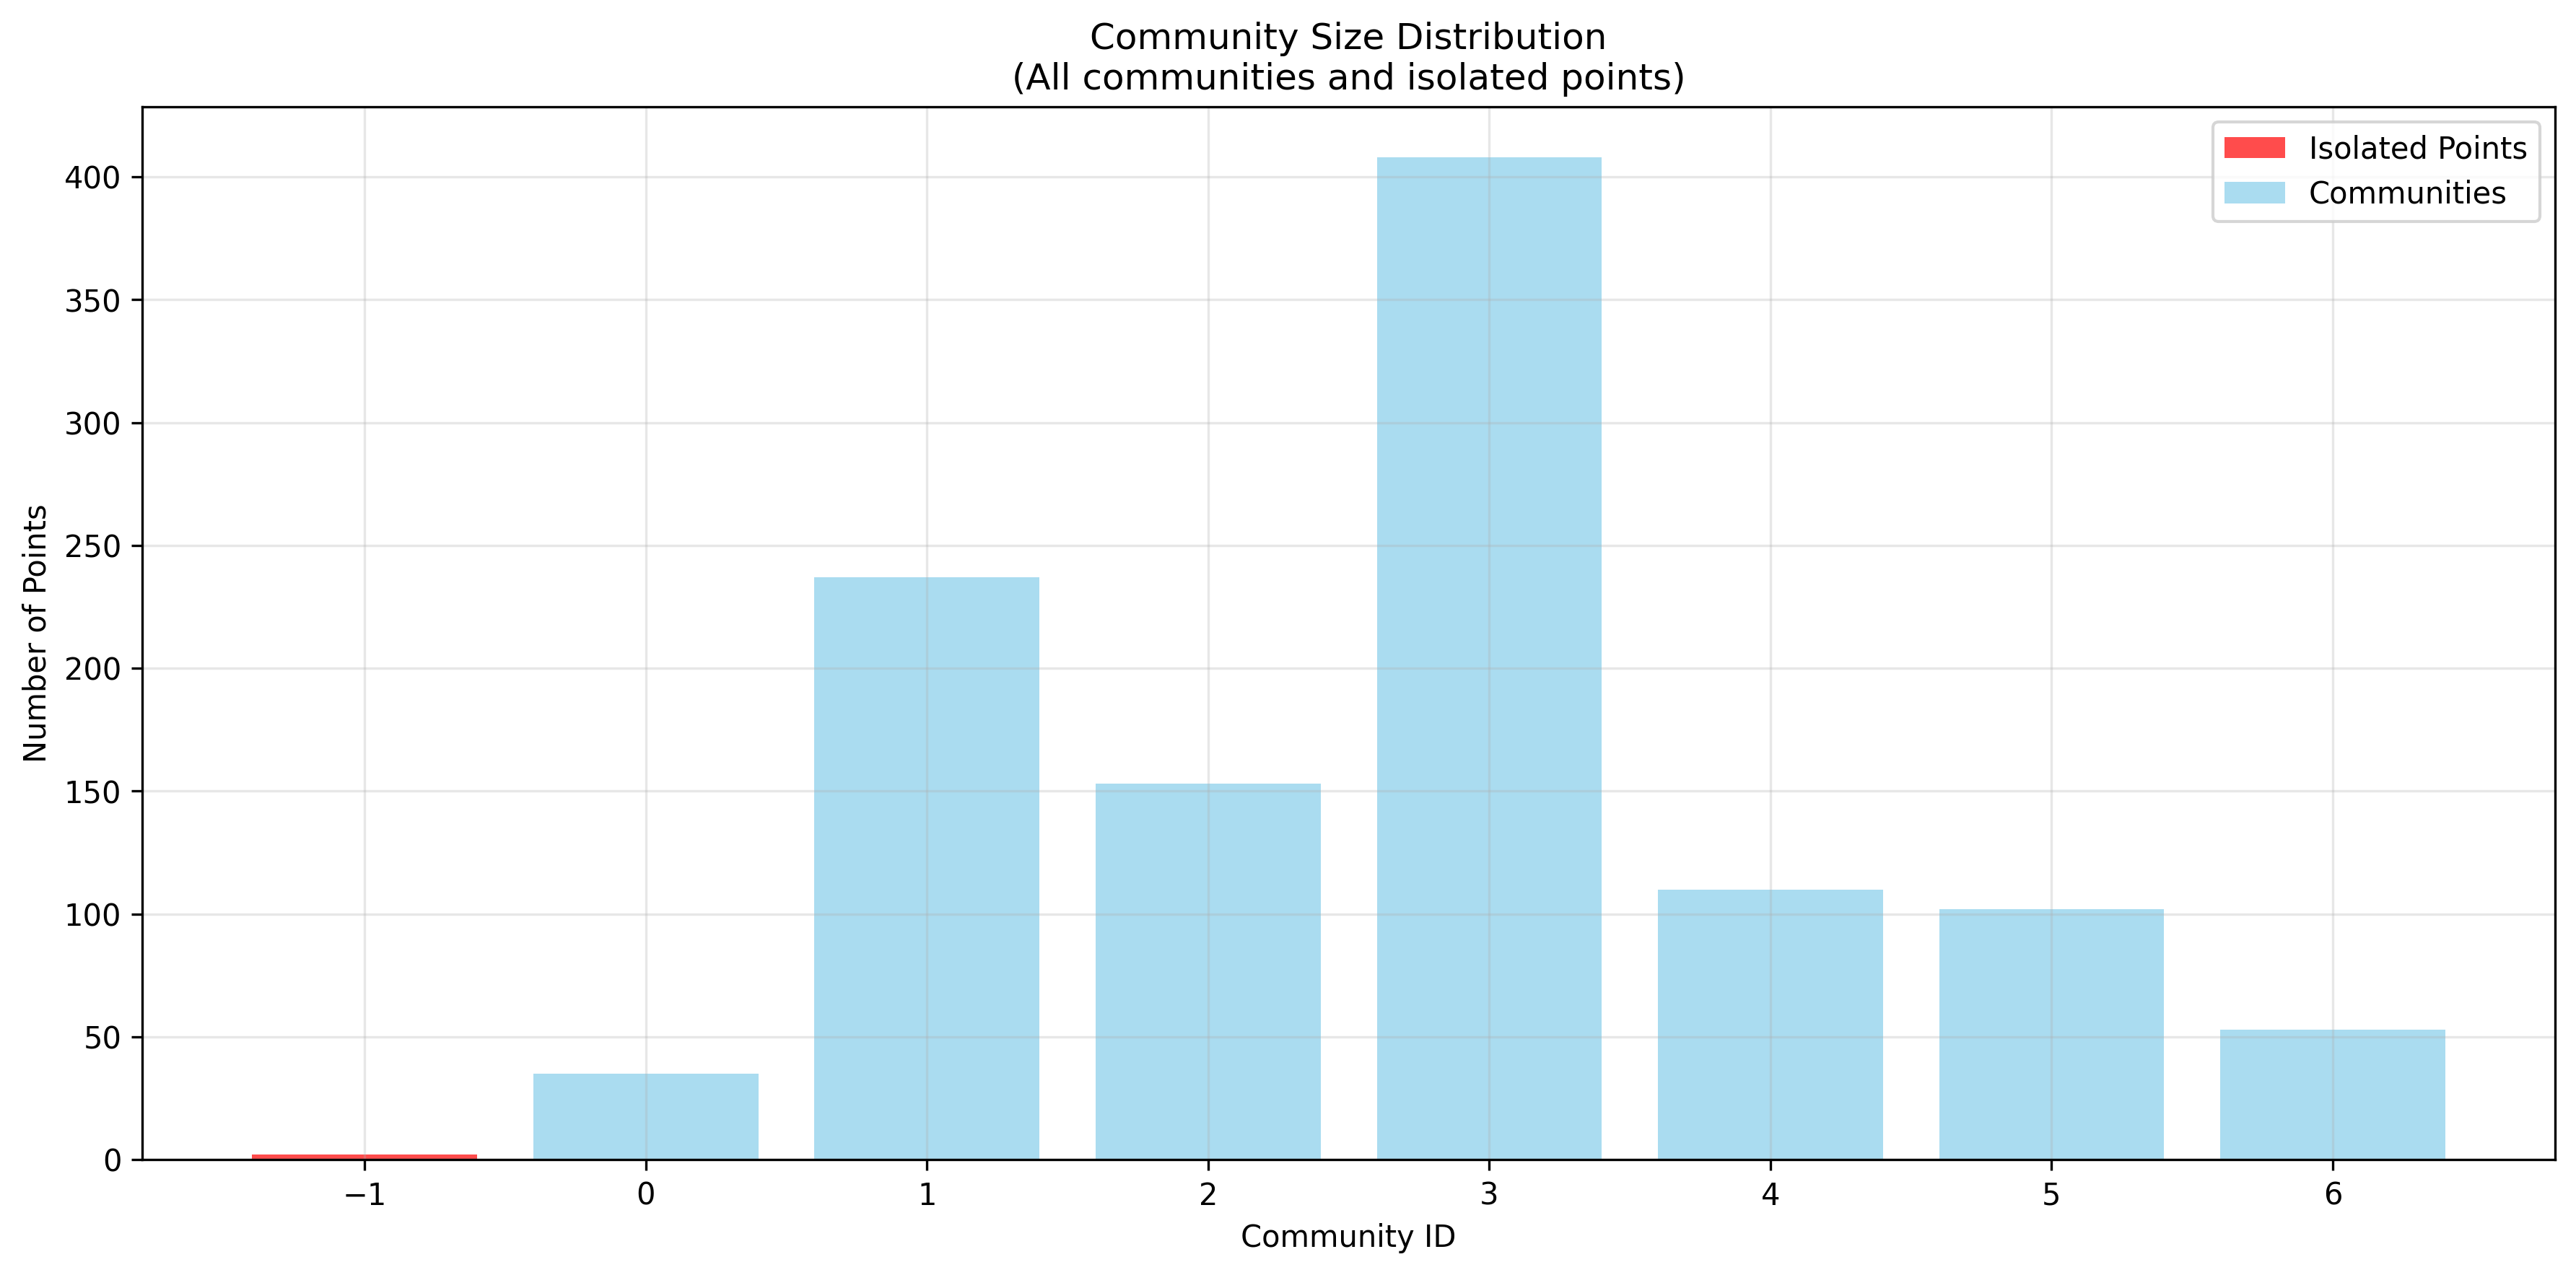 Community Size Distribution
(All communities and isolated points)
Isolated Points
Communities
Number of Points
400
350
300
250
200
150
100
50
0
−1 0 1 2 3 4 5 6
Community ID